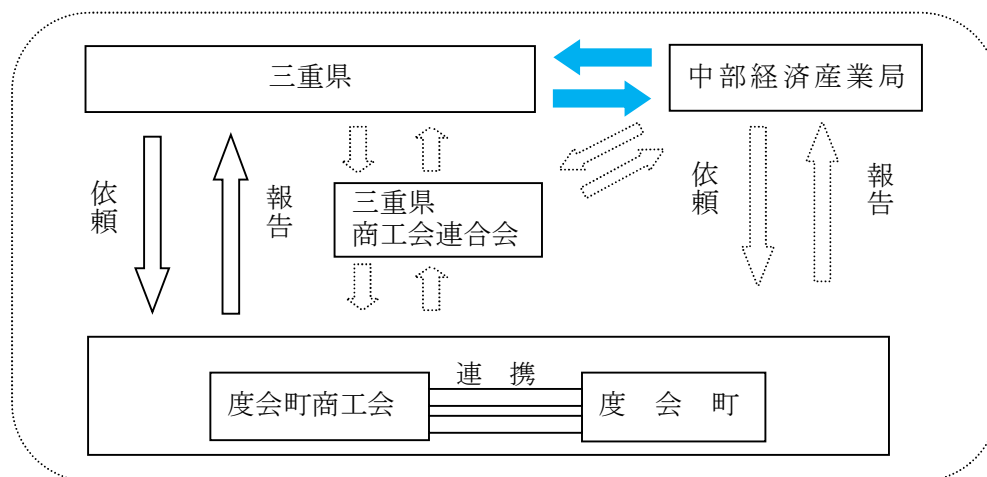 三重県
中部経済産業局
依頼
報告
三重県
商工会連合会
依頼
報告
連　携
度会町商工会
度　会　町